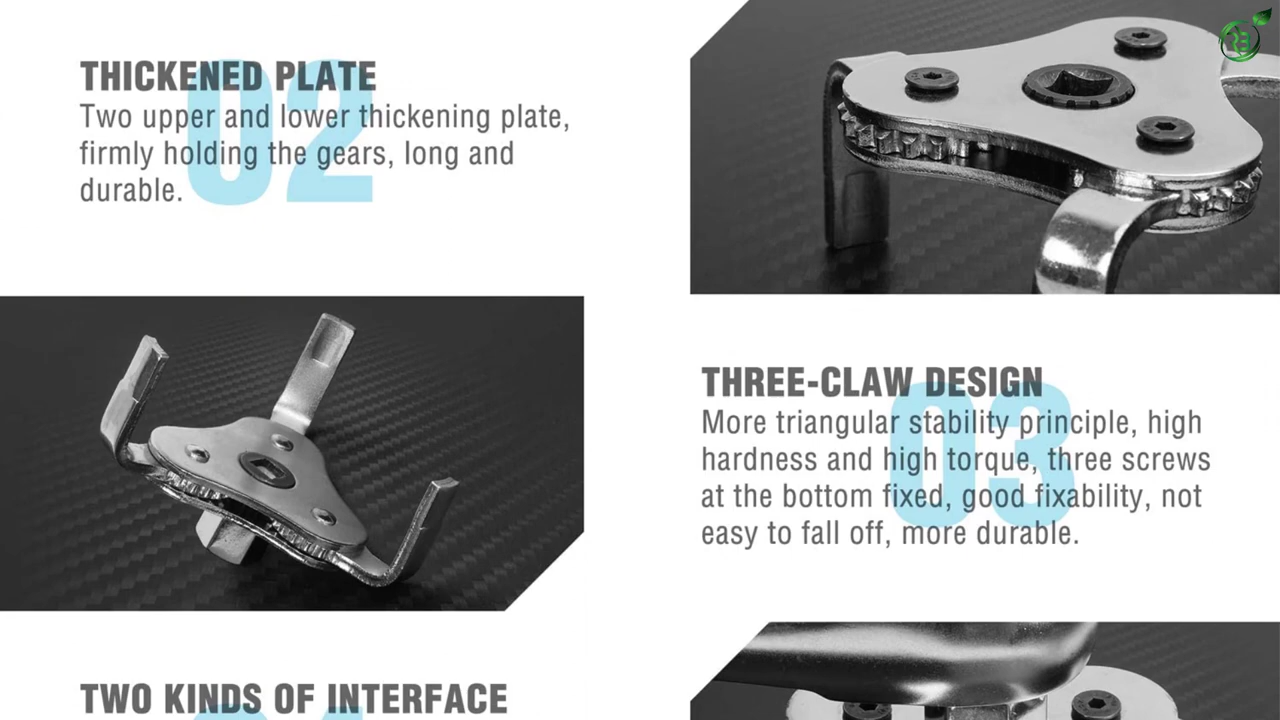 02
THICKENED PLATE
Two upper and lower thickening plate,
firmly holding the gears, long and
durable.
03
THREE-CLAW DESIGN
More triangular stability principle, high
hardness and high torque, three screws
at the bottom fixed, good fixability, not
easy to fall off, more durable.
TWO KINDS OF INTERFACE